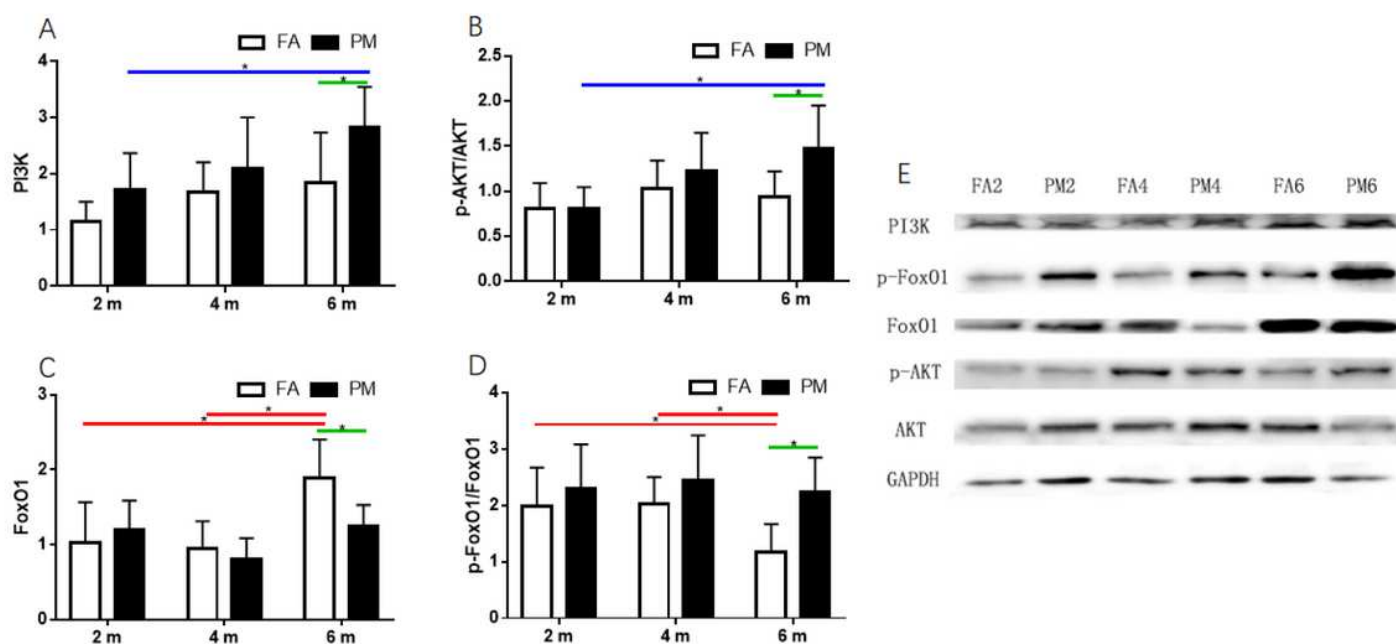 A
FA PM
*
*
PI3K
4
3
2
1
0
2 m 4 m 6 m
B
FA PM
*
*
p-AKT/AKT
2.5
2.0
1.5
1.0
0.5
0.0
2 m 4 m 6 m
C
FA PM
*
*
*
FoxO1
3
2
1
0
2 m 4 m 6 m
D
FA PM
*
*
*
p-FoxO1/FoxO1
4
3
2
1
0
2 m 4 m 6 m
E
FA2 PM2 FA4 PM4 FA6 PM6
PI3K
p-FoxO1
FoxO1
p-AKT
AKT
GAPDH